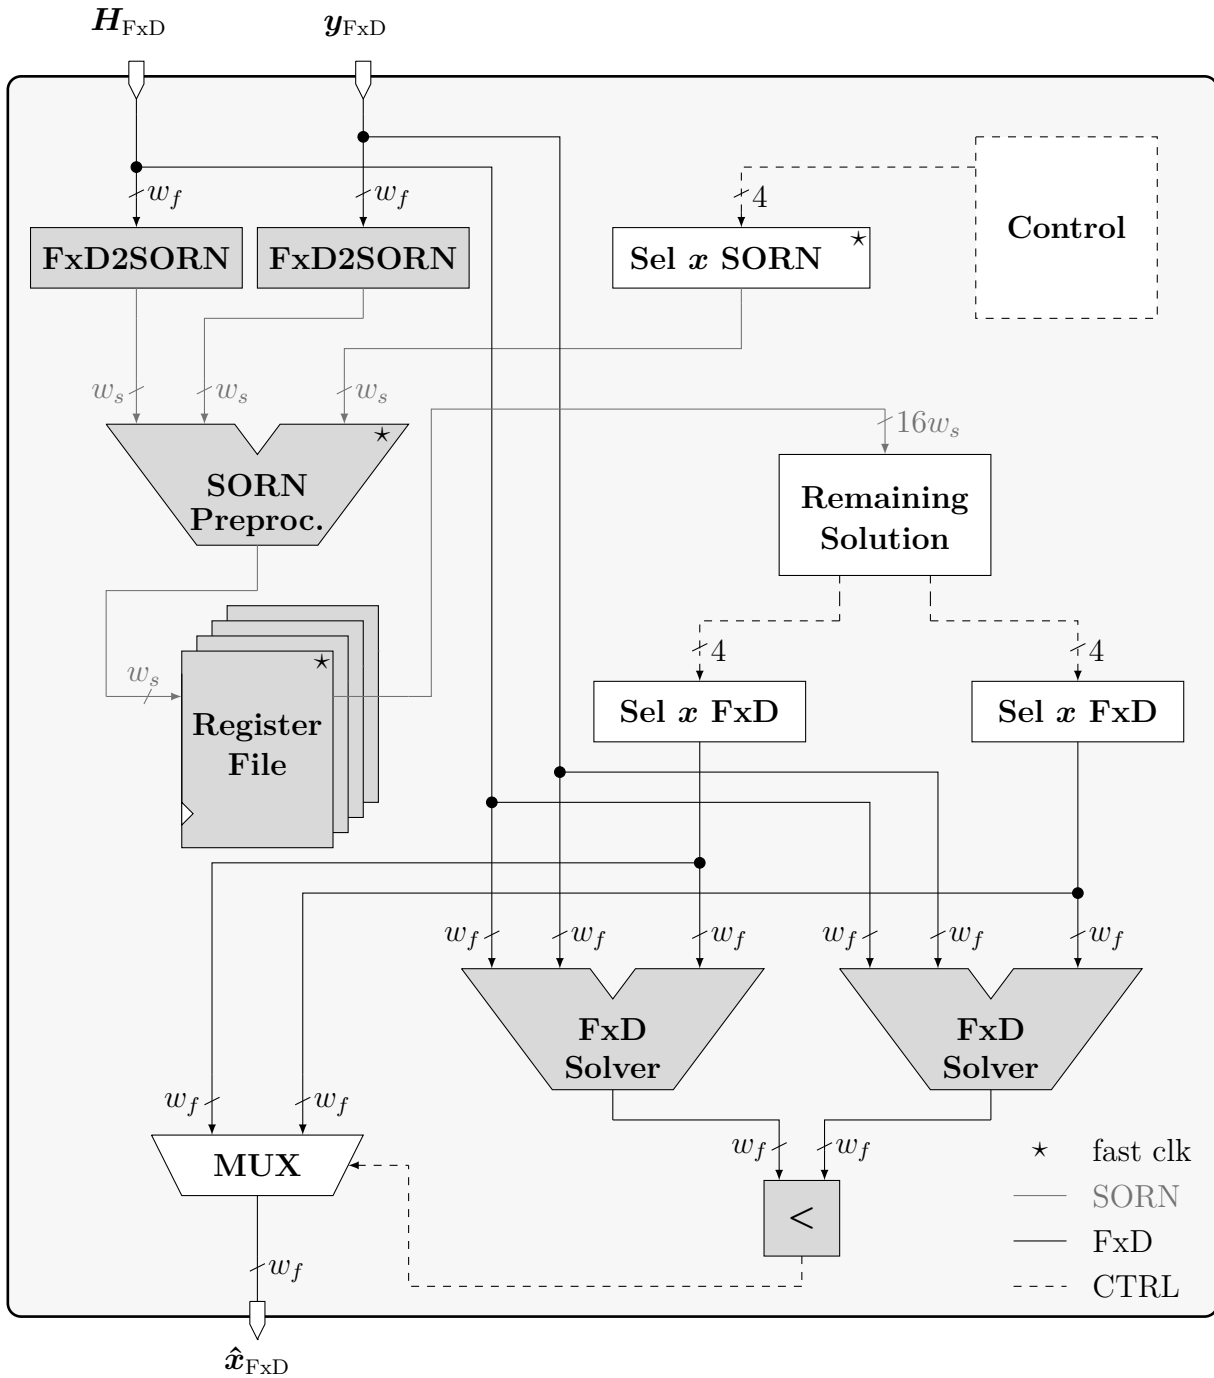 H_FxD
y_FxD
w_f
w_f
4
Control
FxD2SORN
FxD2SORN
Sel x SORN ⋆
w_s
w_s
w_s
16w_s
⋆
SORN
Preproc.
Remaining
Solution
w_s
⋆
4
4
Register
File
Sel x FxD
Sel x FxD
w_f
w_f
w_f
w_f
w_f
w_f
FxD
Solver
FxD
Solver
w_f
w_f
MUX
w_f
w_f
<
w_f
⋆ fast clk
SORN
FxD
CTRL
x̂_FxD